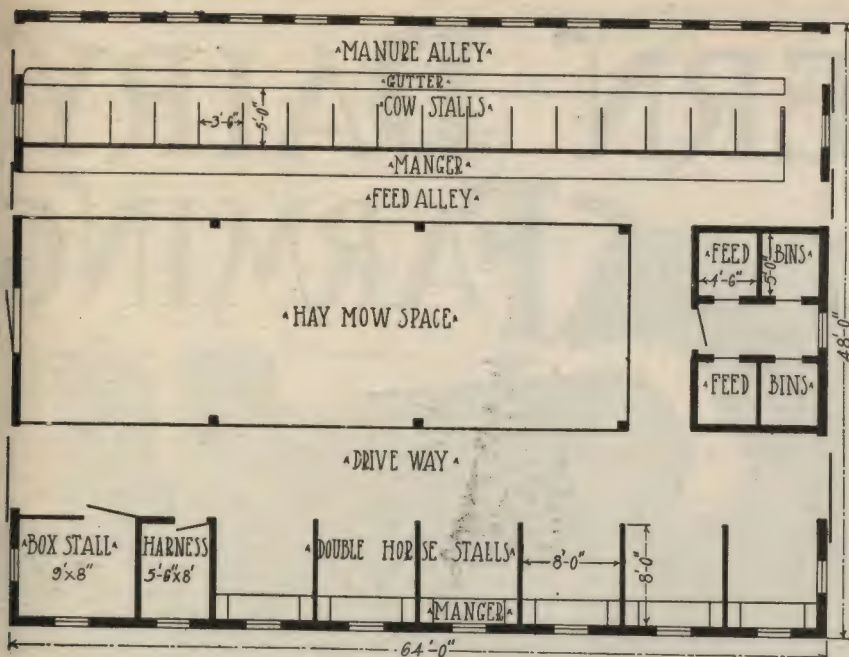 MANURE ALLEY
GUTTER
COW STALLS
3'-6"
5'-0"
MANGER
FEED ALLEY
FEED BINS
4'-6"
5'-0"
HAY MOW SPACE
48'-0"
FEED BINS
DRIVE WAY
BOX STALL
9'x8"
HARNESS
5'-6"x8'
DOUBLE HORSE STALLS
8'-0"
8'-0"
MANGER
64'-0"